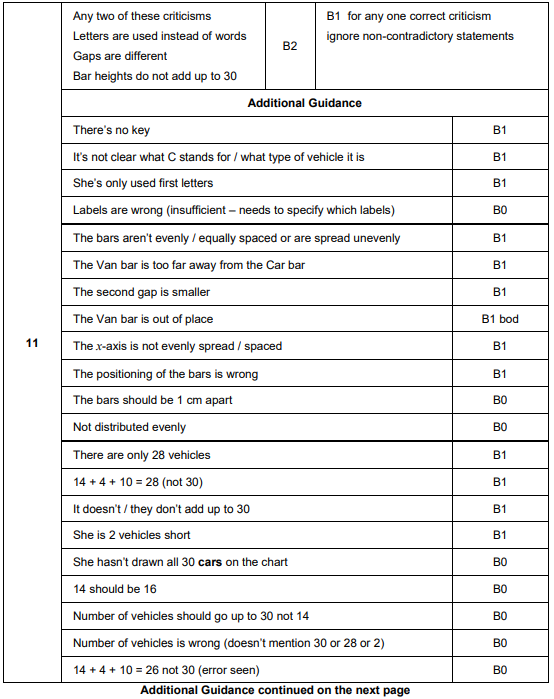 Any two of these criticisms
Letters are used instead of words
Gaps are different
Bar heights do not add up to 30
B2
B1 for any one correct criticism
ignore non-contradictory statements
Additional Guidance
There's no key B1
It's not clear what C stands for / what type of vehicle it is B1
She's only used first letters B1
Labels are wrong (insufficient – needs to specify which labels) B0
The bars aren't evenly / equally spaced or are spread unevenly B1
The Van bar is too far away from the Car bar B1
The second gap is smaller B1
The Van bar is out of place B1 bod
11
The x-axis is not evenly spread / spaced B1
The positioning of the bars is wrong B1
The bars should be 1 cm apart B0
Not distributed evenly B0
There are only 28 vehicles B1
14 + 4 + 10 = 28 (not 30) B1
It doesn't / they don't add up to 30 B1
She is 2 vehicles short B1
She hasn't drawn all 30 cars on the chart B0
14 should be 16 B0
Number of vehicles should go up to 30 not 14 B0
Number of vehicles is wrong (doesn't mention 30 or 28 or 2) B0
14 + 4 + 10 = 26 not 30 (error seen) B0
Additional Guidance continued on the next page